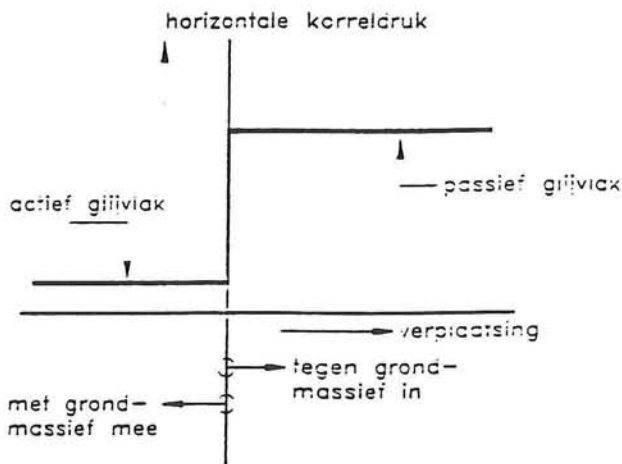 horizontale korreldruk
passief glijvlak
actief glijvlak
verplaatsing
tegen grond-
massief in
met grond-
massief mee